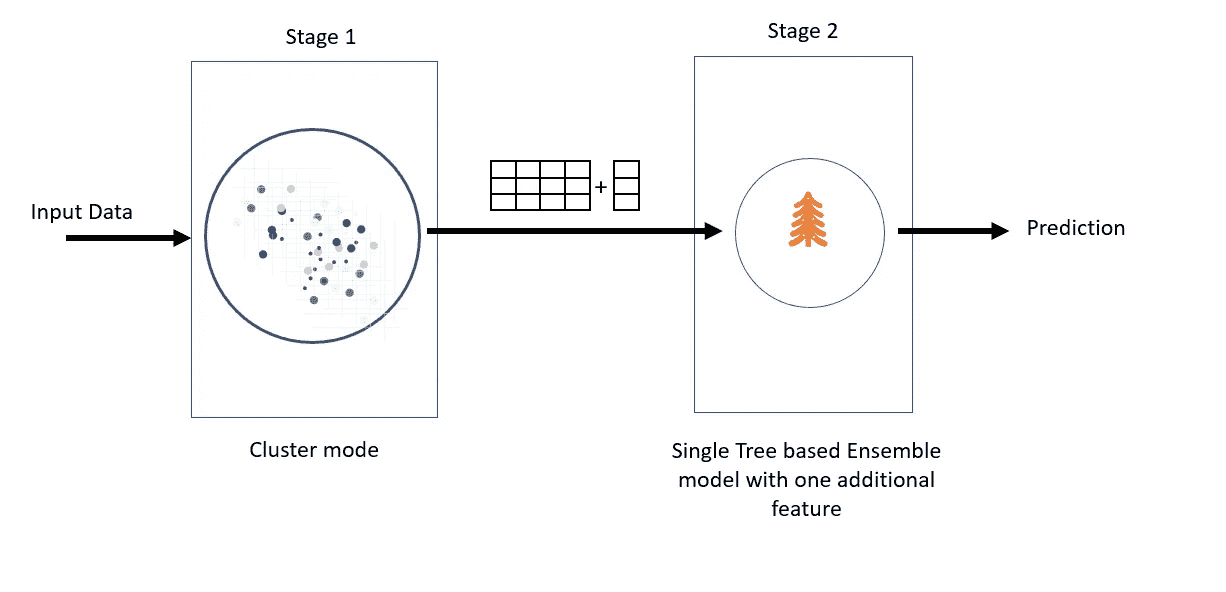 Stage 1
Stage 2
Input Data
+
Prediction
Cluster mode
Single Tree based Ensemble
model with one additional
feature